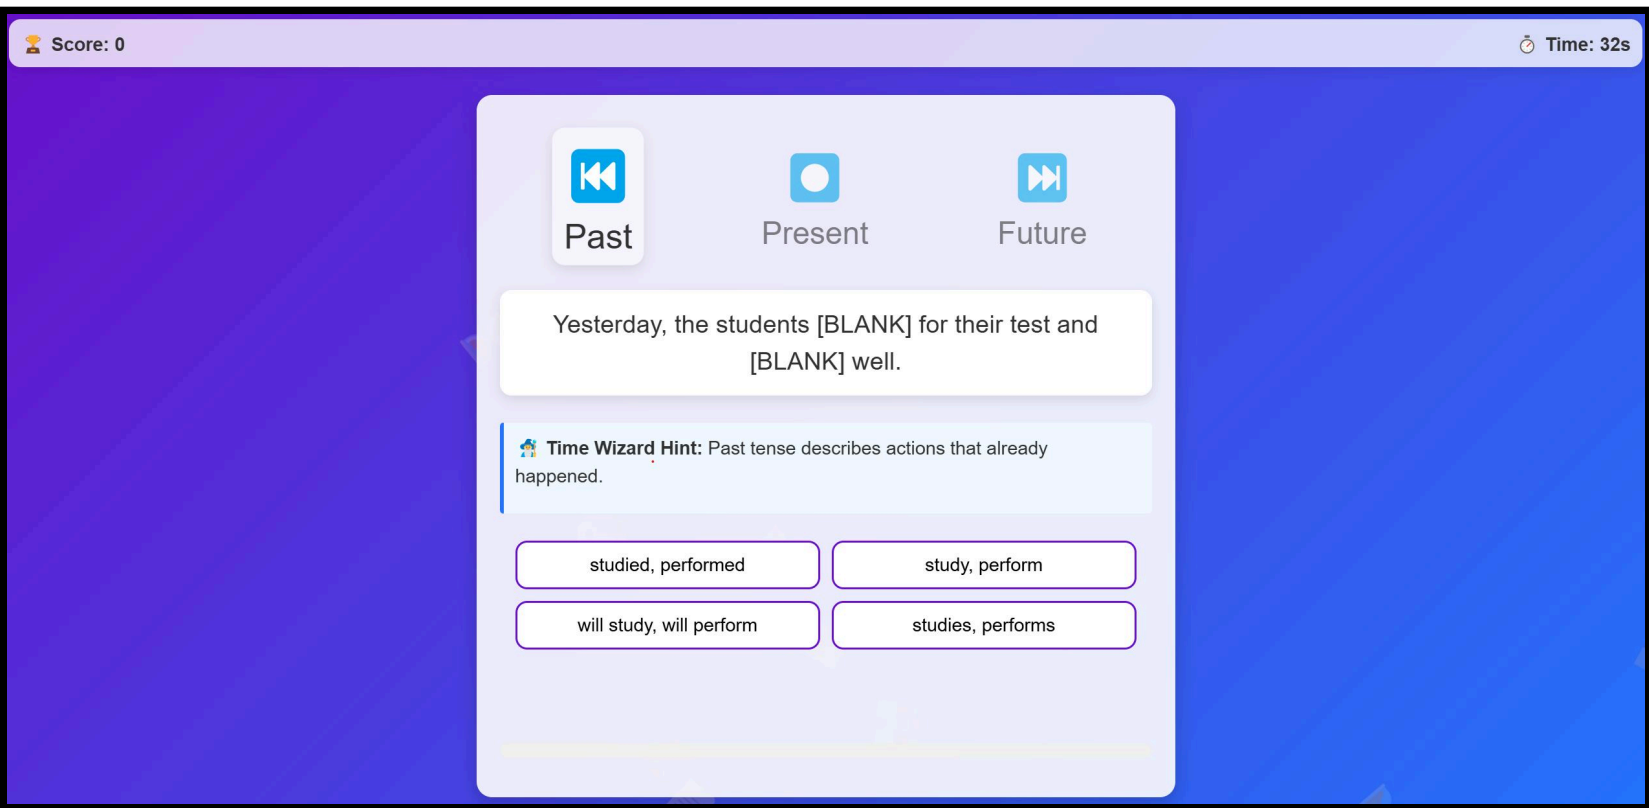 Score: 0
Time: 32s
Past
Present
Future
Yesterday, the students [BLANK] for their test and
[BLANK] well.
Time Wizard Hint: Past tense describes actions that already
happened.
studied, performed
study, perform
will study, will perform
studies, performs